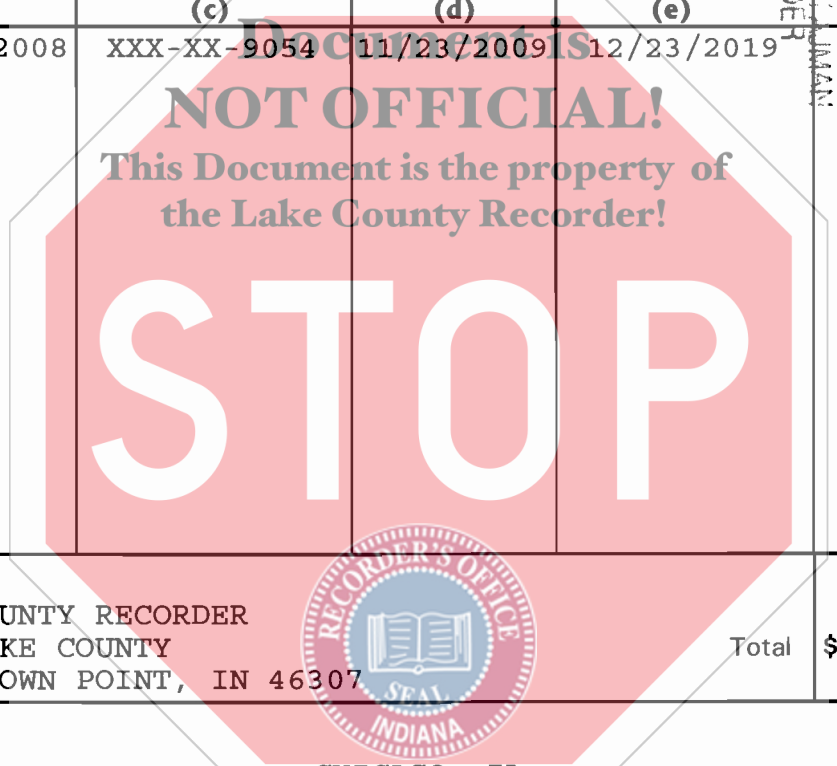 (c) (d) (e)
2008 XXX-XX-9054 11/23/2009 12/23/2019
Document is
NOT OFFICIAL!
This Document is the property of
the Lake County Recorder!
STOP
RECORDER'S OFFICE
SEAL
INDIANA
UNTY RECORDER
KE COUNTY
Total $
OWN POINT, IN 46307